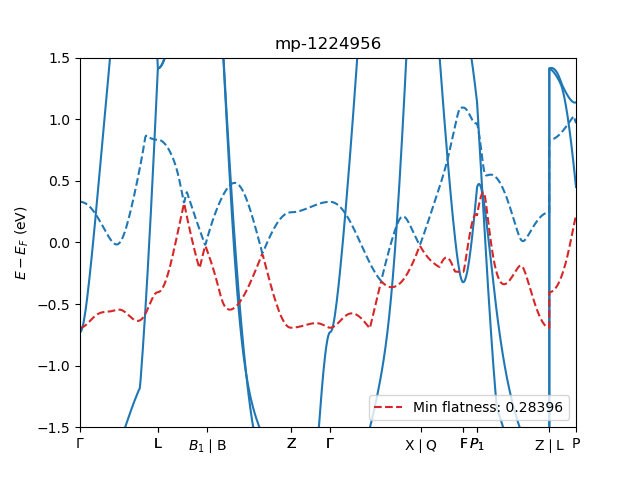 mp-1224956
E − E_F (eV)
1.5
1.0
0.5
0.0
−0.5
−1.0
−1.5
Min flatness: 0.28396
Γ L B₁ | B Z Γ X | Q F P₁ Z | L P